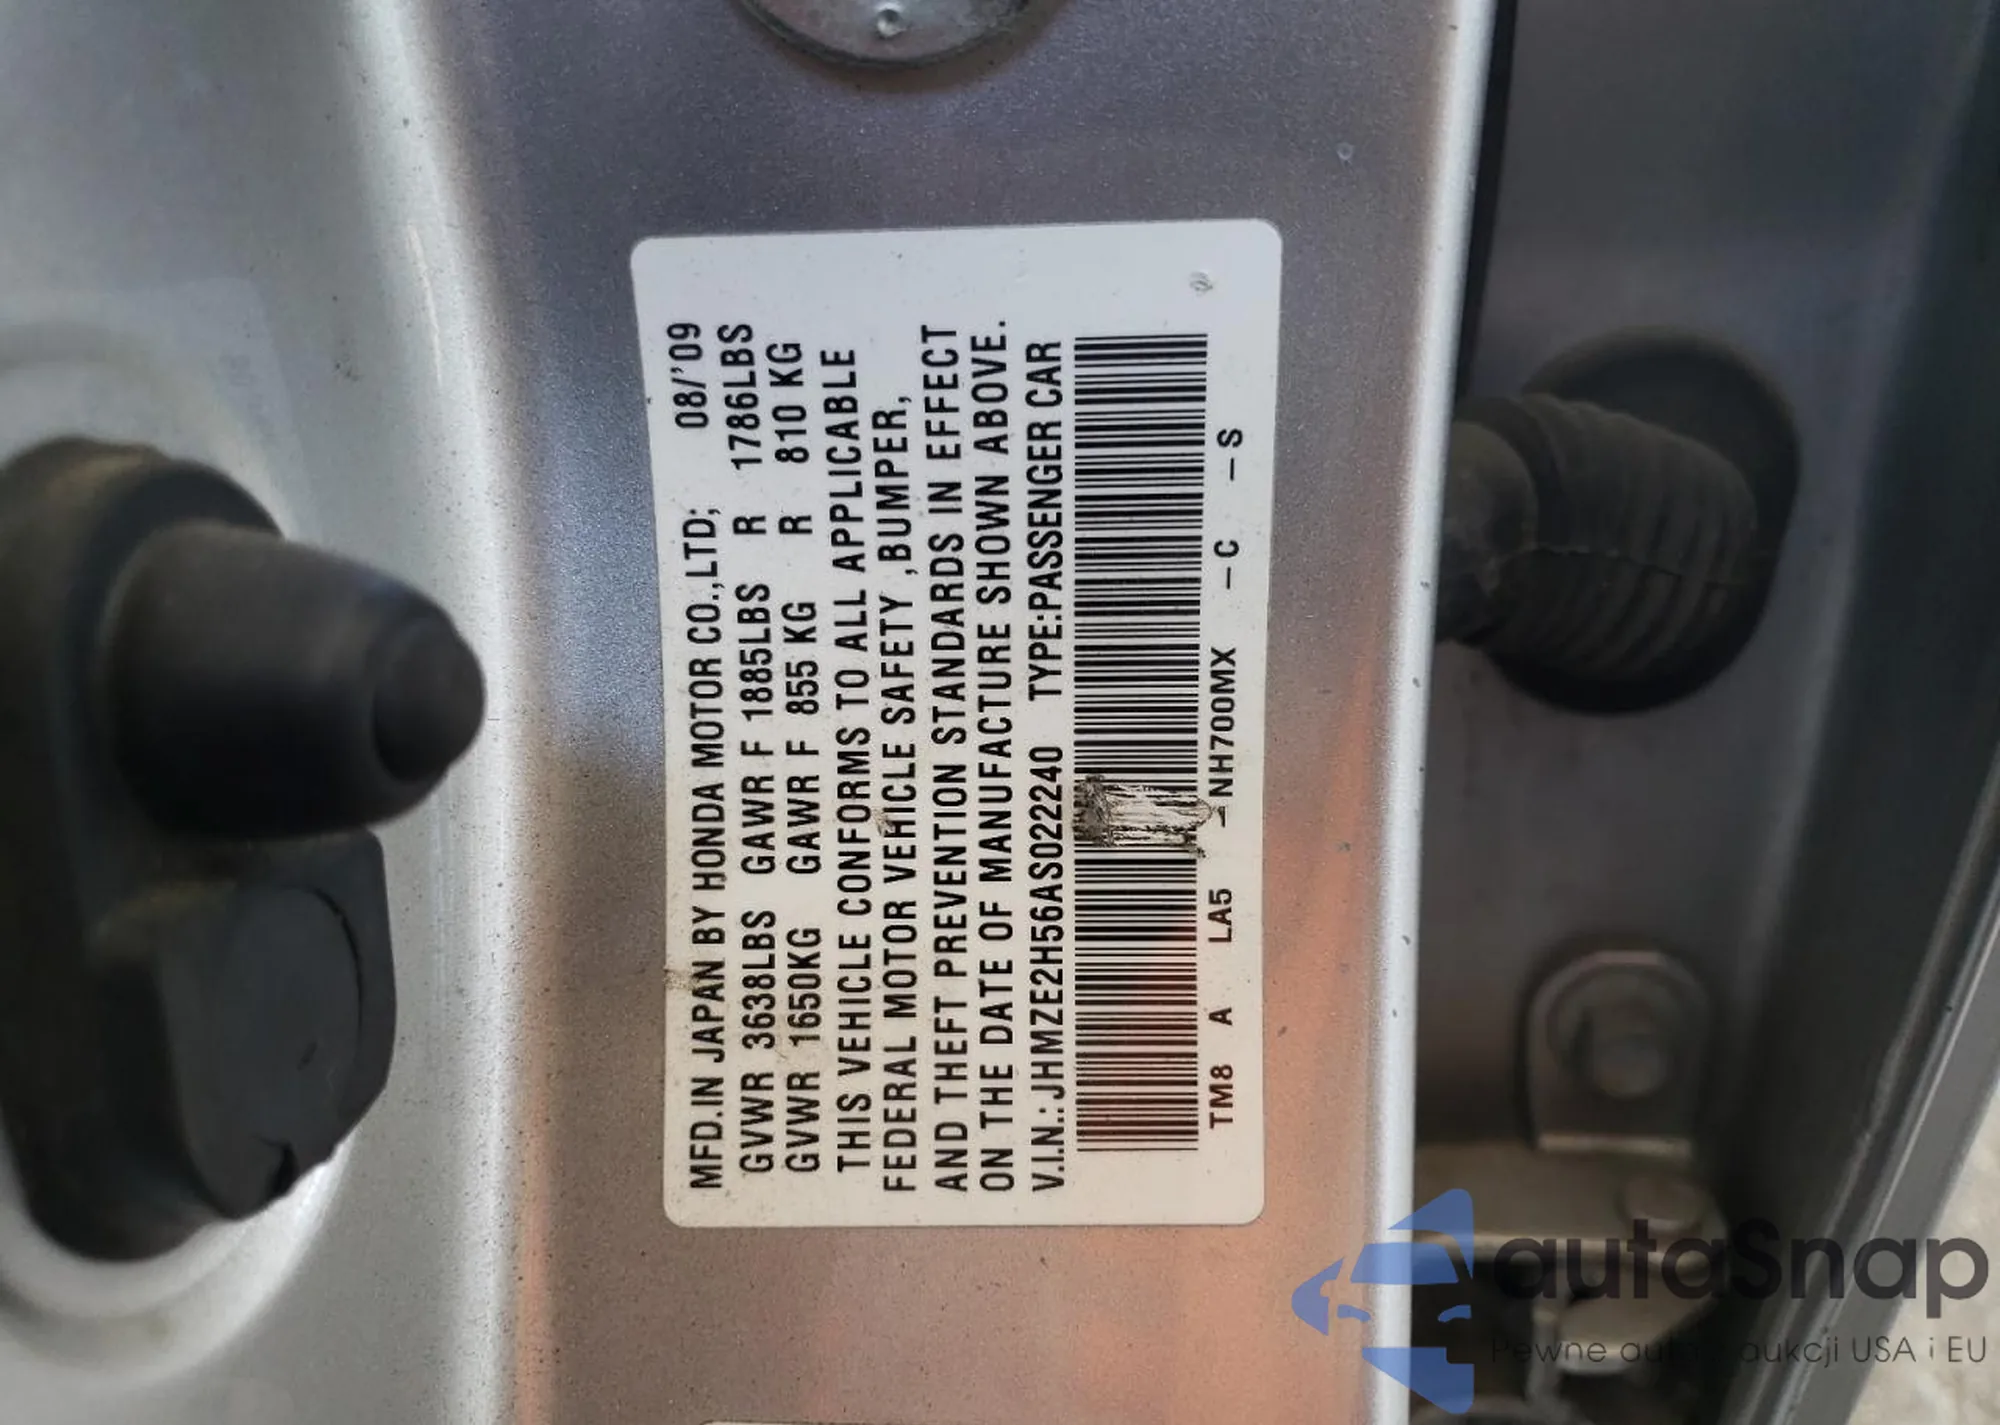 MFD.IN JAPAN BY HONDA MOTOR CO.,LTD; 08/'09
GVWR 3638LBS GAWR F 1885LBS R 1786LBS
GVWR 1650KG GAWR F 855 KG R 810 KG
THIS VEHICLE CONFORMS TO ALL APPLICABLE
FEDERAL MOTOR VEHICLE SAFETY ,BUMPER,
AND THEFT PREVENTION STANDARDS IN EFFECT
ON THE DATE OF MANUFACTURE SHOWN ABOVE.
V.I.N.:JHMZE2H56AS022240 TYPE:PASSENGER CAR
TM8 A LA5 – NH700MX –C –S
autaSnap
Pewne auta aukcji USA i EU